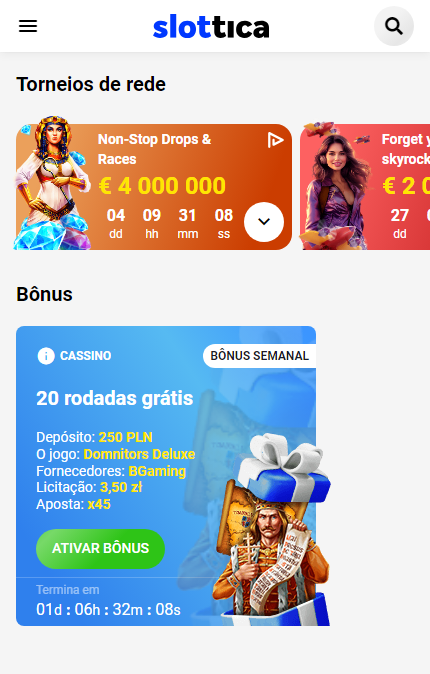 slottica
Torneios de rede
Non-Stop Drops &
Races
€ 4 000 000
04 09 31 08
dd hh mm ss
Forget y
skyrock
€ 2 0
27
dd
Bônus
CASSINO
BÔNUS SEMANAL
20 rodadas grátis
Depósito: 250 PLN
O jogo: Domnitors Deluxe
Fornecedores: BGaming
Licitação: 3,50 zł
Aposta: x45
ATIVAR BÔNUS
Termina em
01d : 06h : 32m : 08s